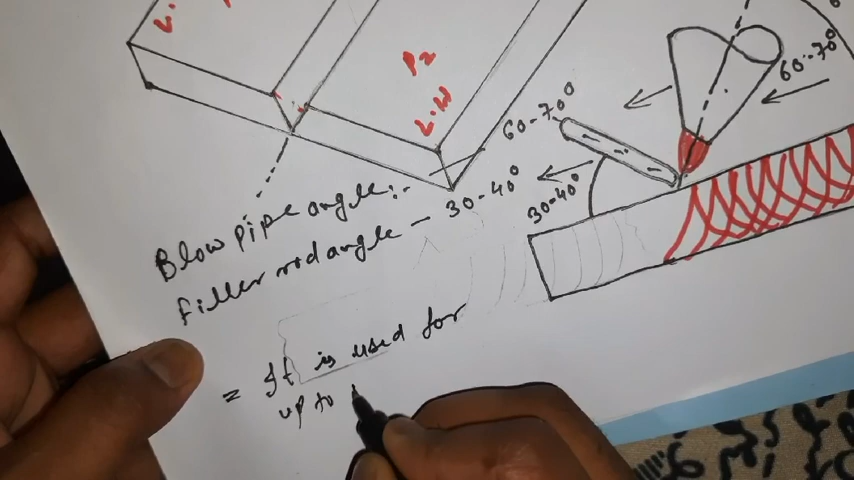 P2
Blow pipe angle:- 60-70°
Filler rod angle - 30-40°
= It is used for
up to
30-40°
60-70°